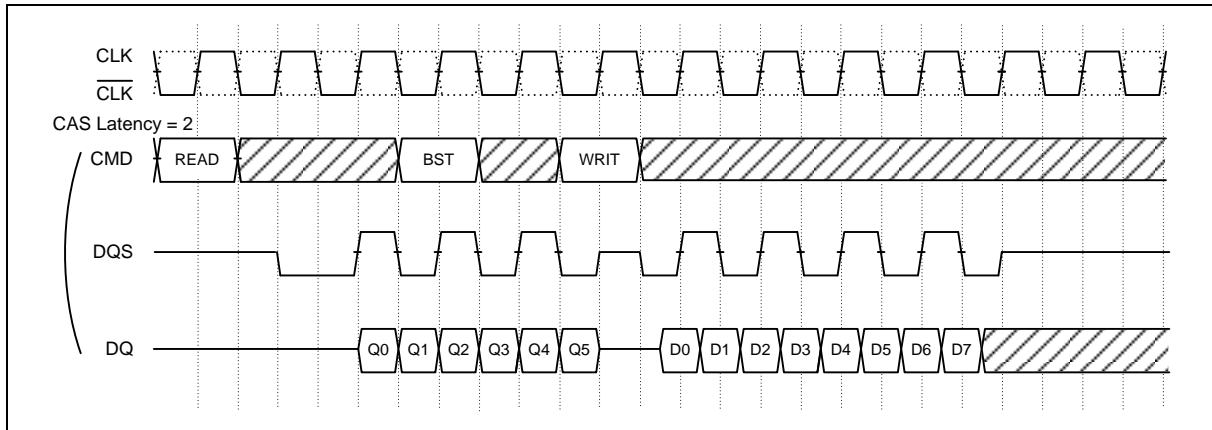 CLK
CLK
CAS Latency = 2
CMD READ BST WRIT
DQS
DQ Q0 Q1 Q2 Q3 Q4 Q5 D0 D1 D2 D3 D4 D5 D6 D7